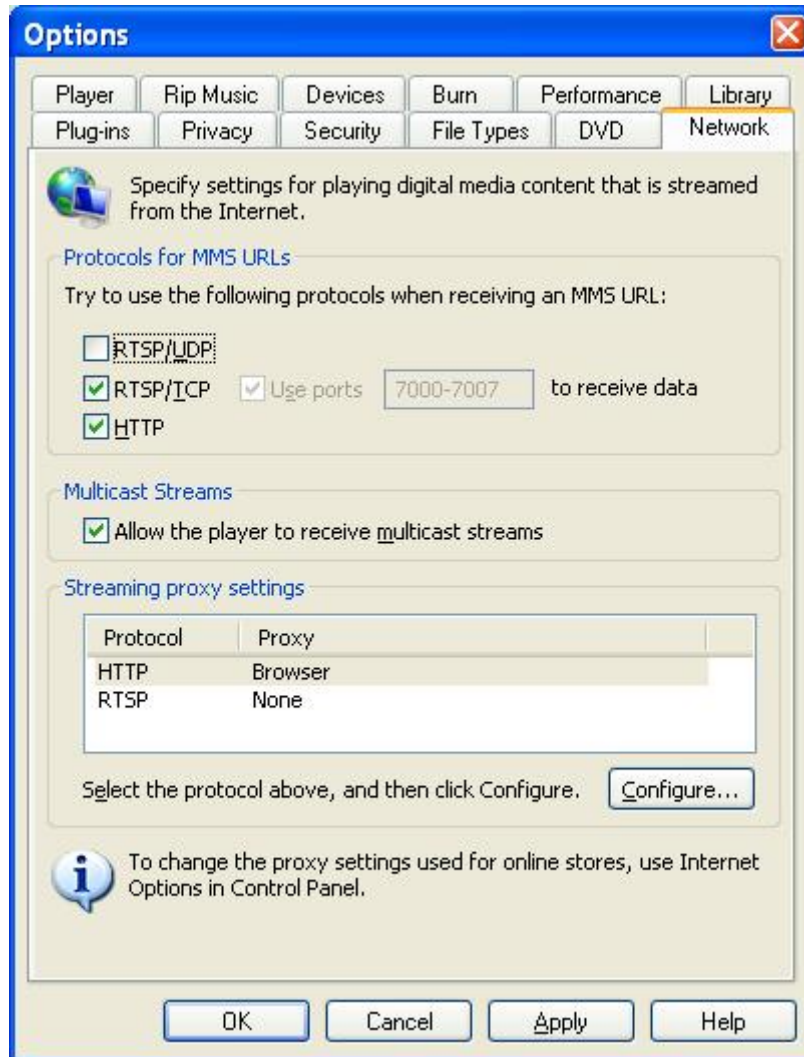 Options
Player Rip Music Devices Burn Performance Library
Plug-ins Privacy Security File Types DVD Network
Specify settings for playing digital media content that is streamed
from the Internet.
Protocols for MMS URLs
Try to use the following protocols when receiving an MMS URL:
RTSP/UDP
RTSP/TCP Use ports 7000-7007 to receive data
HTTP
Multicast Streams
Allow the player to receive multicast streams
Streaming proxy settings
Protocol Proxy
HTTP Browser
RTSP None
Select the protocol above, and then click Configure. Configure...
To change the proxy settings used for online stores, use Internet
Options in Control Panel.
OK Cancel Apply Help